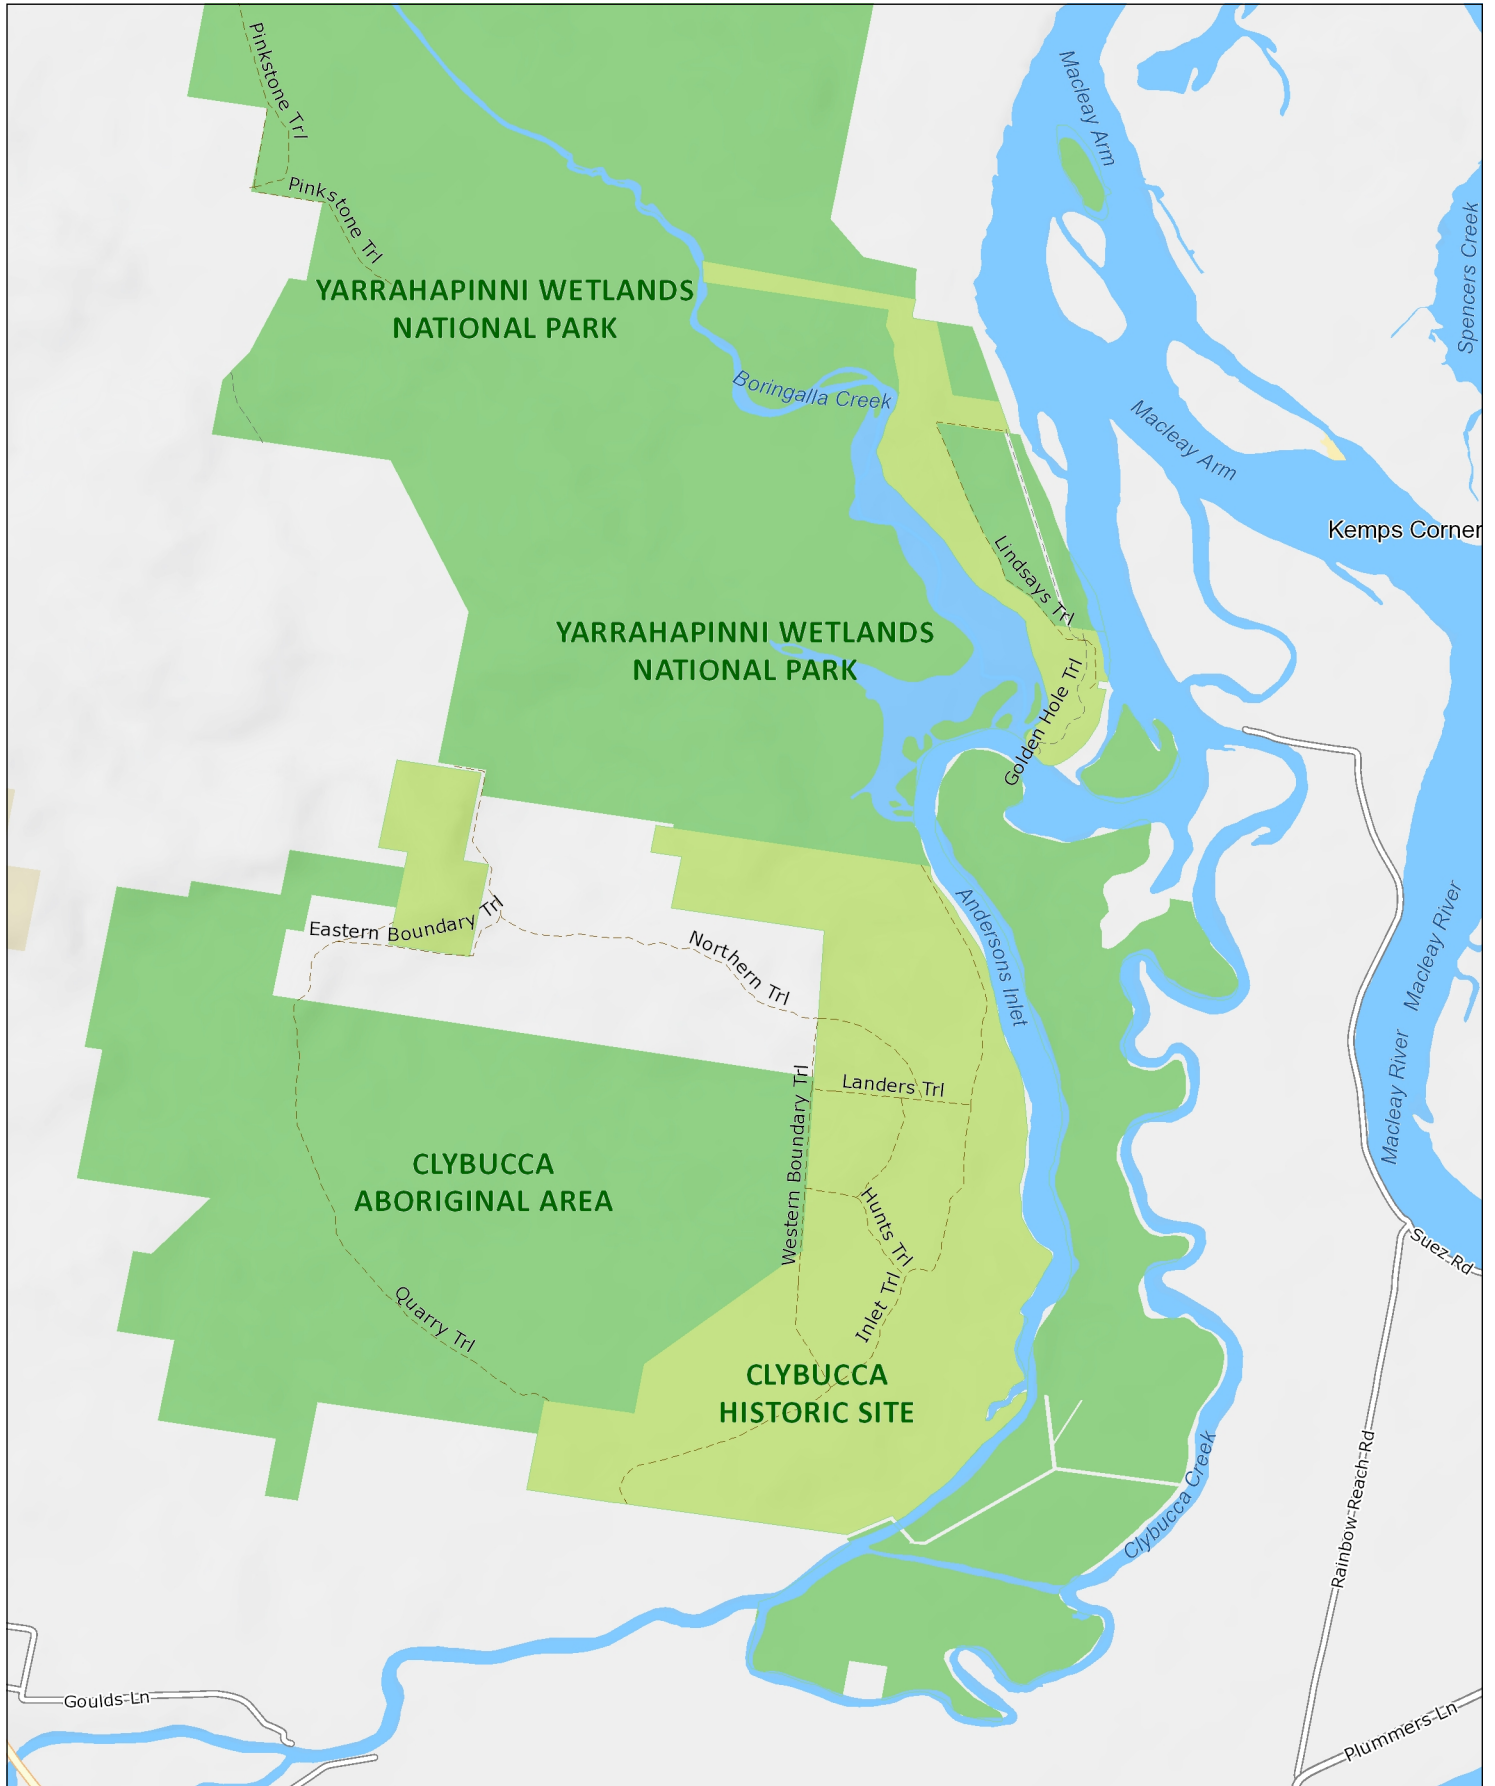 Pinkstone Trl
Macleay Arm
Pinkstone Trl
Spencers Creek
YARRAHAPINNI WETLANDS
NATIONAL PARK
Boringalla Creek
Macleay Arm
Kemps Corner
Lindsays Trl
YARRAHAPINNI WETLANDS
NATIONAL PARK
Golden Hole Trl
Eastern Boundary Trl
Northern Trl
Andersons Inlet
Macleay River
Macleay River
Landers Trl
Western Boundary Trl
CLYBUCCA
ABORIGINAL AREA
Hunts Trl
Suez Rd
Inlet Trl
Quarry Trl
CLYBUCCA
HISTORIC SITE
Clybucca Creek
Rainbow Reach Rd
Goulds Ln
Plummers Ln